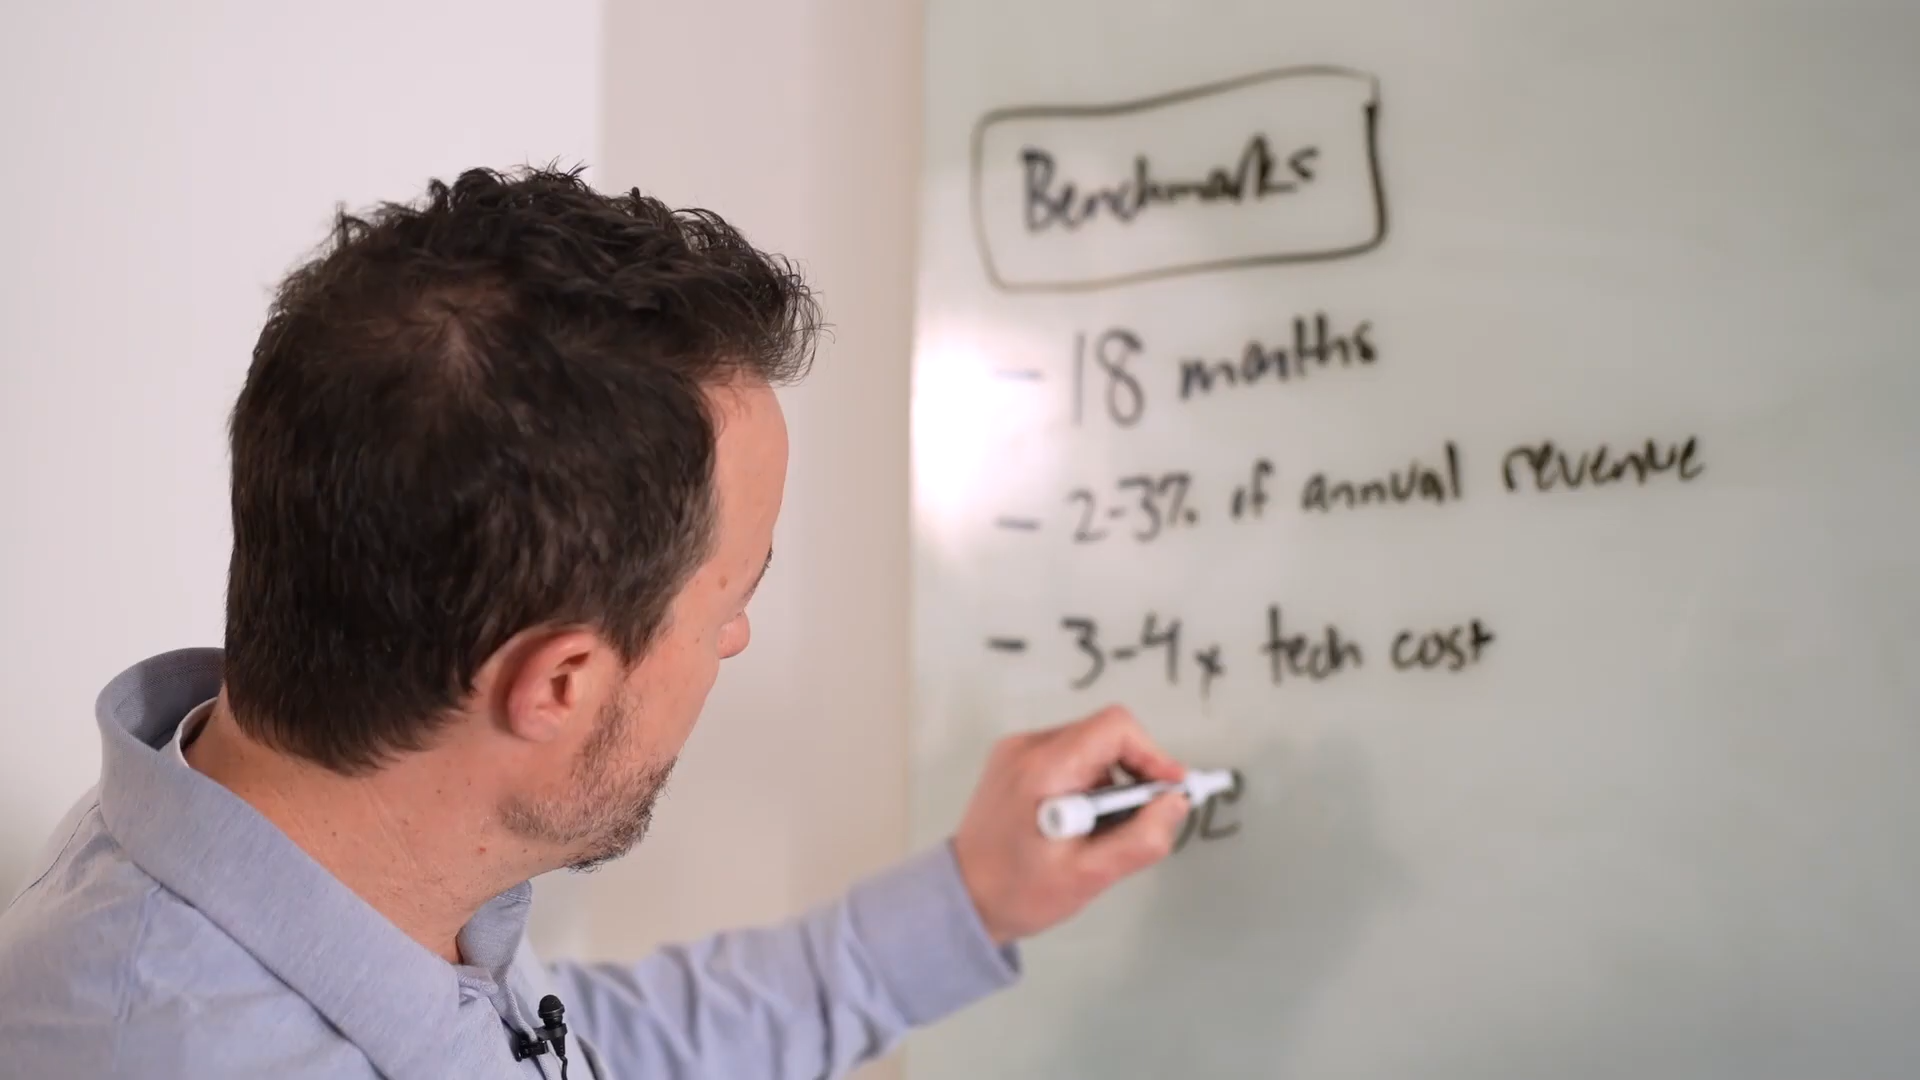 Benchmarks
- 18 months
- 2-3% of annual revenue
- 3-4x tech cost